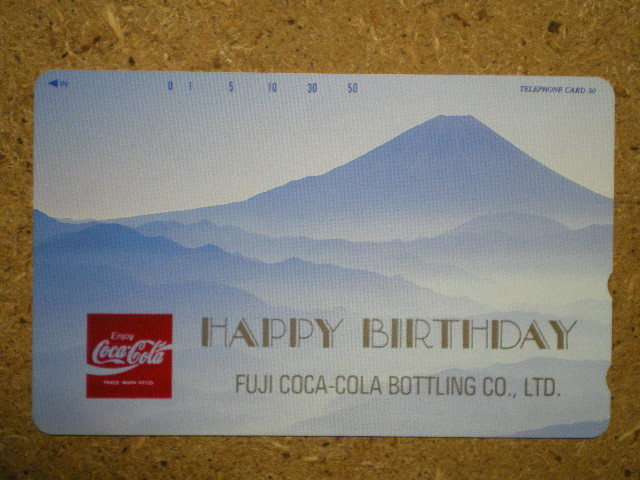 ◀IN 0 1 5 10 30 50 TELEPHONE CARD 50
Enjoy
Coca-Cola
TRADE MARK REGD
HAPPY BIRTHDAY
FUJI COCA-COLA BOTTLING CO., LTD.